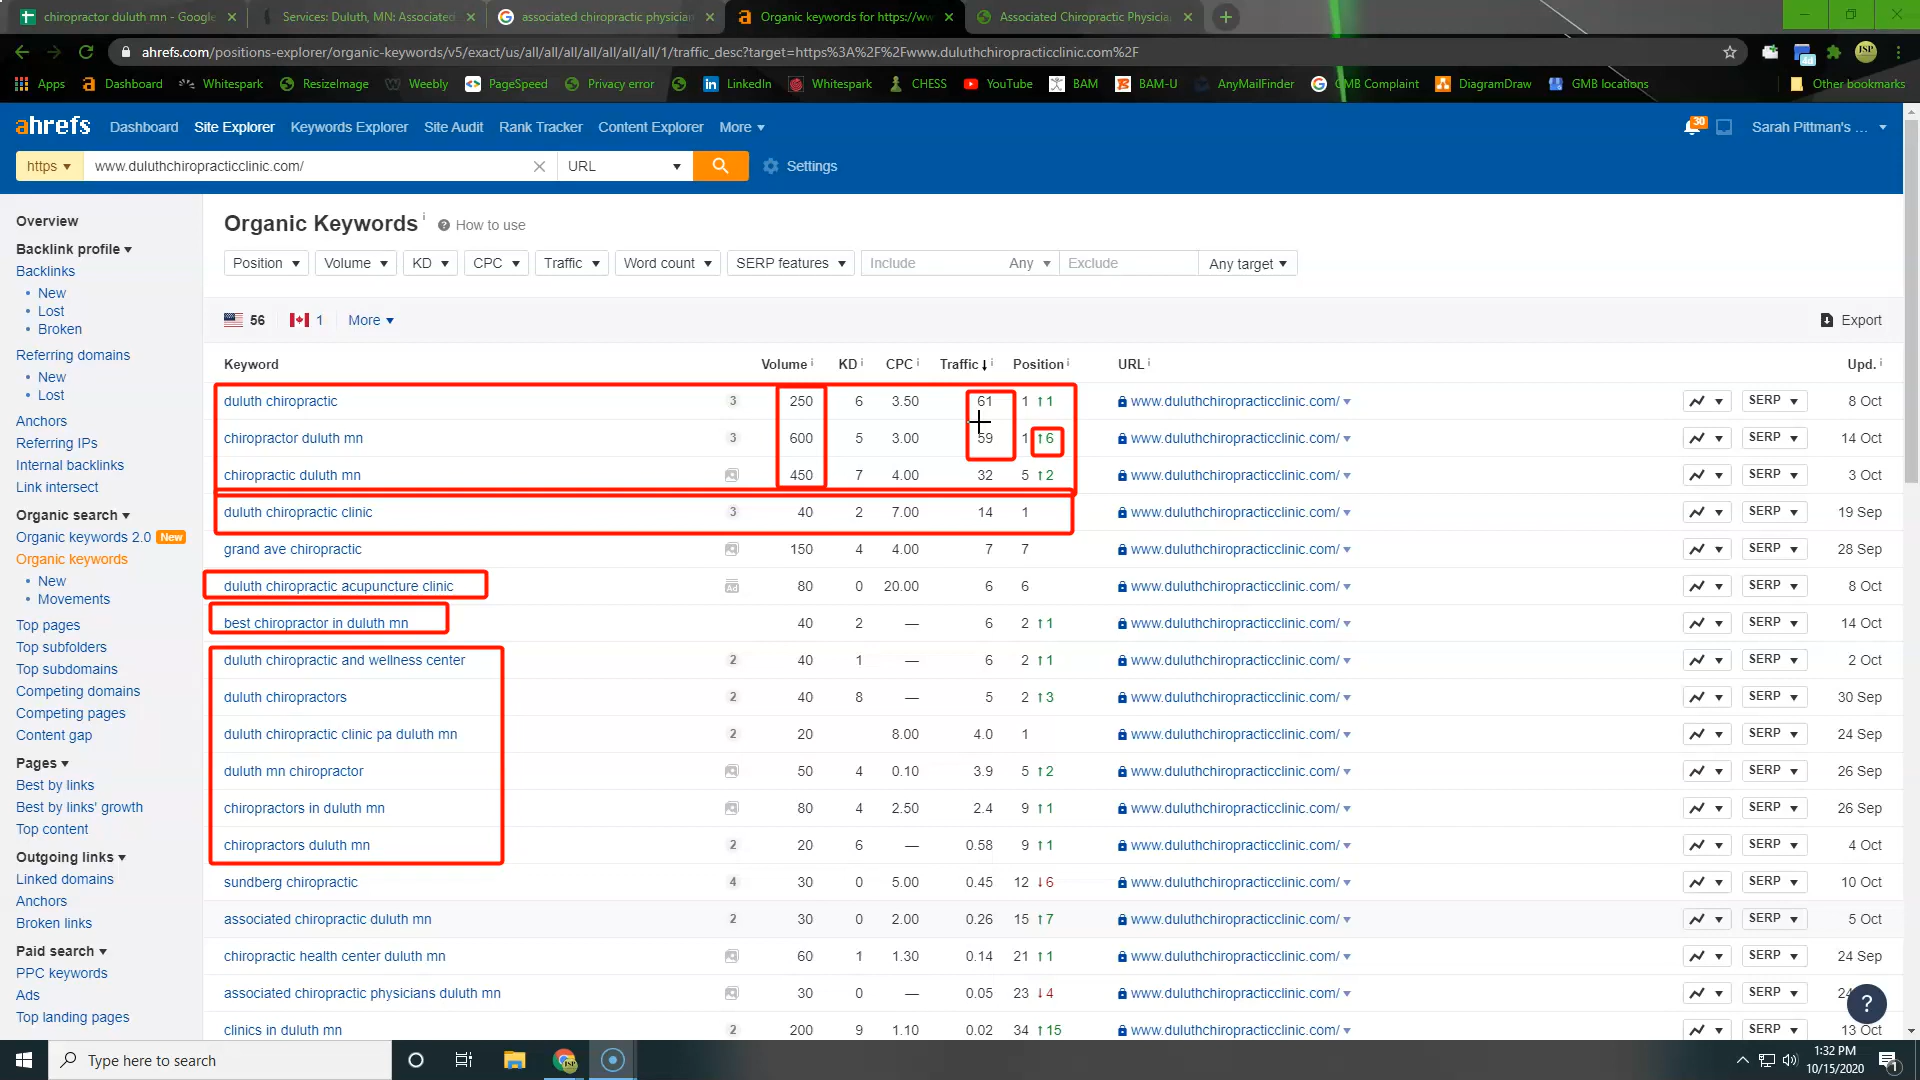 chiropractor duluth mn - Google
Services: Duluth, MN: Associated
associated chiropractic physician
Organic keywords for https://ww
Associated Chiropractic Physicia
ahrefs.com/positions-explorer/organic-keywords/v5/exact/us/all/all/all/all/all/all/all/1/traffic_desc?target=https%3A%2F%2Fwww.duluthchiropracticclinic.com%2F
Apps Dashboard Whitespark ResizeImage Weebly PageSpeed Privacy error LinkedIn Whitespark CHESS YouTube BAM BAM-U AnyMailFinder GMB Complaint DiagramDraw GMB locations Other bookmarks
ahrefs Dashboard Site Explorer Keywords Explorer Site Audit Rank Tracker Content Explorer More 30 Sarah Pittman's ...
https www.duluthchiropracticclinic.com/ URL Settings
Overview
Backlink profile
Backlinks
New
Lost
Broken
Referring domains
New
Lost
Anchors
Referring IPs
Internal backlinks
Link intersect
Organic search
Organic keywords 2.0 New
Organic keywords
New
Movements
Top pages
Top subfolders
Top subdomains
Competing domains
Competing pages
Content gap
Pages
Best by links
Best by links' growth
Top content
Outgoing links
Linked domains
Anchors
Broken links
Paid search
PPC keywords
Ads
Top landing pages
Organic Keywords i ? How to use
Position Volume KD CPC Traffic Word count SERP features Include Any Exclude Any target
56 1 More Export
Keyword Volume i KD i CPC i Traffic↓ i Position i URL i Upd. i
duluth chiropractic 3 250 6 3.50 61 1 ↑1 www.duluthchiropracticclinic.com/ SERP 8 Oct
chiropractor duluth mn 3 600 5 3.00 59 1 ↑6 www.duluthchiropracticclinic.com/ SERP 14 Oct
chiropractic duluth mn 450 7 4.00 32 5 ↑2 www.duluthchiropracticclinic.com/ SERP 3 Oct
duluth chiropractic clinic 3 40 2 7.00 14 1 www.duluthchiropracticclinic.com/ SERP 19 Sep
grand ave chiropractic 150 4 4.00 7 7 www.duluthchiropracticclinic.com/ SERP 28 Sep
duluth chiropractic acupuncture clinic Ad 80 0 20.00 6 6 www.duluthchiropracticclinic.com/ SERP 8 Oct
best chiropractor in duluth mn 40 2 — 6 2 ↑1 www.duluthchiropracticclinic.com/ SERP 14 Oct
duluth chiropractic and wellness center 2 40 1 — 6 2 ↑1 www.duluthchiropracticclinic.com/ SERP 2 Oct
duluth chiropractors 2 40 8 — 5 2 ↑3 www.duluthchiropracticclinic.com/ SERP 30 Sep
duluth chiropractic clinic pa duluth mn 2 20 8.00 4.0 1 www.duluthchiropracticclinic.com/ SERP 24 Sep
duluth mn chiropractor 50 4 0.10 3.9 5 ↑2 www.duluthchiropracticclinic.com/ SERP 26 Sep
chiropractors in duluth mn 80 4 2.50 2.4 9 ↑1 www.duluthchiropracticclinic.com/ SERP 26 Sep
chiropractors duluth mn 2 20 6 — 0.58 9 ↑1 www.duluthchiropracticclinic.com/ SERP 4 Oct
sundberg chiropractic 4 30 0 5.00 0.45 12 ↓6 www.duluthchiropracticclinic.com/ SERP 10 Oct
associated chiropractic duluth mn 2 30 0 2.00 0.26 15 ↑7 www.duluthchiropracticclinic.com/ SERP 5 Oct
chiropractic health center duluth mn 60 1 1.30 0.14 21 ↑1 www.duluthchiropracticclinic.com/ SERP 24 Sep
associated chiropractic physicians duluth mn 30 0 — 0.05 23 ↓4 www.duluthchiropracticclinic.com/ SERP
clinics in duluth mn 2 200 9 1.10 0.02 34 ↑15 www.duluthchiropracticclinic.com/ SERP 13 Oct
?
Type here to search
1:32 PM
10/15/2020
1